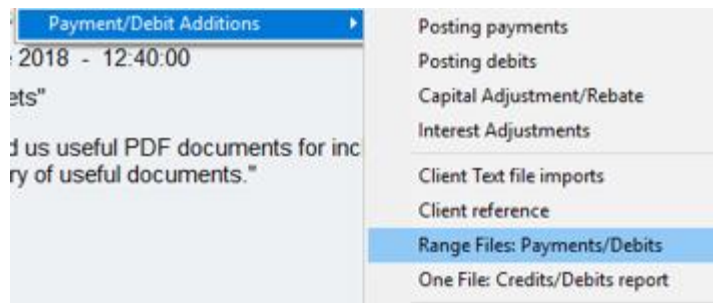 Payment/Debit Additions
2018 - 12:40:00
ets"
d us useful PDF documents for inc
ry of useful documents."
Posting payments
Posting debits
Capital Adjustment/Rebate
Interest Adjustments
Client Text file imports
Client reference
Range Files: Payments/Debits
One File: Credits/Debits report